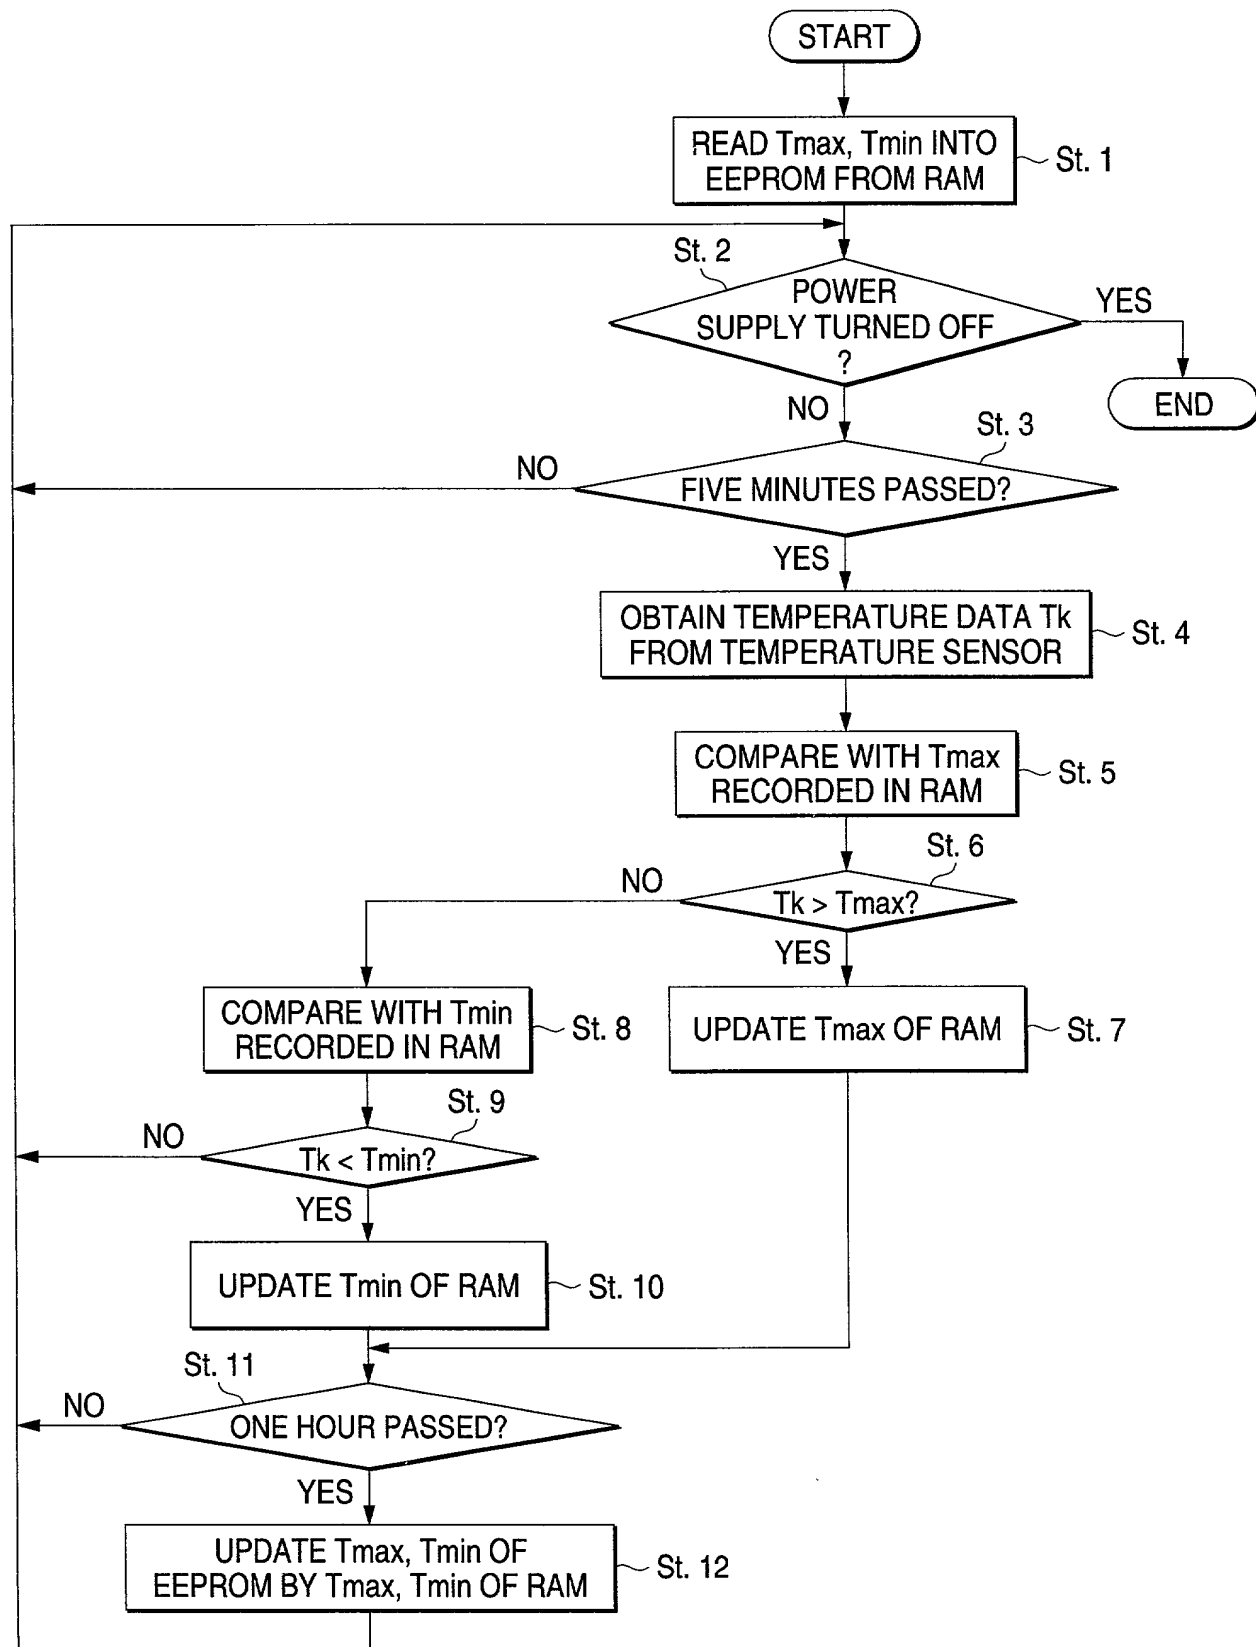 START
READ Tmax, Tmin INTO
EEPROM FROM RAM
St. 1
St. 2
POWER
SUPPLY TURNED OFF
?
YES
END
NO
St. 3
NO
FIVE MINUTES PASSED?
YES
OBTAIN TEMPERATURE DATA Tk
FROM TEMPERATURE SENSOR
St. 4
COMPARE WITH Tmax
RECORDED IN RAM
St. 5
St. 6
NO
Tk > Tmax?
YES
COMPARE WITH Tmin
RECORDED IN RAM
St. 8
UPDATE Tmax OF RAM
St. 7
St. 9
NO
Tk < Tmin?
YES
UPDATE Tmin OF RAM
St. 10
St. 11
NO
ONE HOUR PASSED?
YES
UPDATE Tmax, Tmin OF
EEPROM BY Tmax, Tmin OF RAM
St. 12